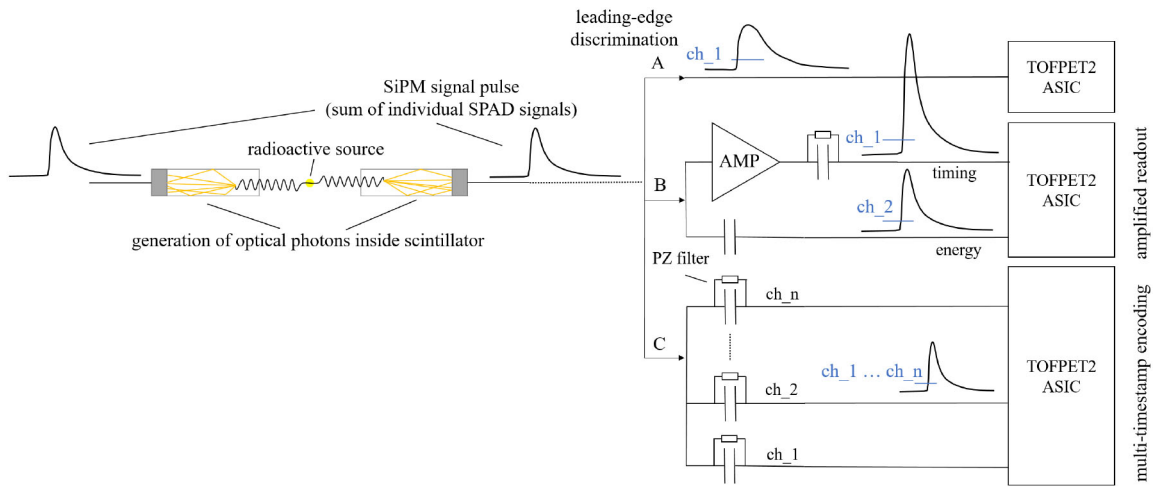 leading-edge
discrimination
A
ch_1
TOFPET2
ASIC
SiPM signal pulse
(sum of individual SPAD signals)
radioactive source
generation of optical photons inside scintillator
B
AMP
ch_1
timing
ch_2
energy
TOFPET2
ASIC
amplified readout
PZ filter
C
ch_n
ch_1 ... ch_n
ch_2
ch_1
TOFPET2
ASIC
multi-timestamp encoding